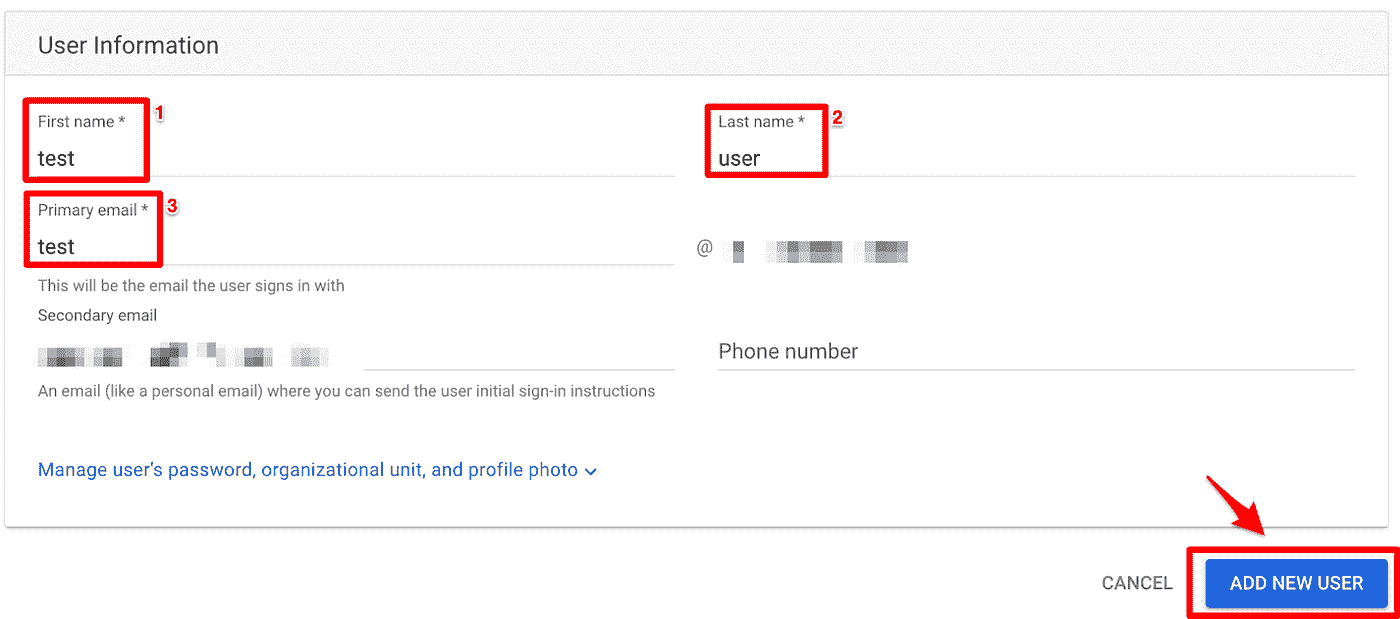 User Information
First name *
1
Last name *
2
test
user
Primary email *
3
test
@
This will be the email the user signs in with
Secondary email
Phone number
An email (like a personal email) where you can send the user initial sign-in instructions
Manage user's password, organizational unit, and profile photo
CANCEL
ADD NEW USER